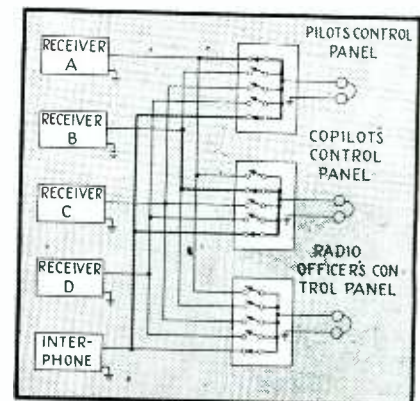 RECEIVER
A
RECEIVER
B
RECEIVER
C
RECEIVER
D
INTER-
PHONE
PILOTS CONTROL
PANEL
COPILOTS
CONTROL
PANEL
RADIO
OFFICER'S CON-
TROL PANEL